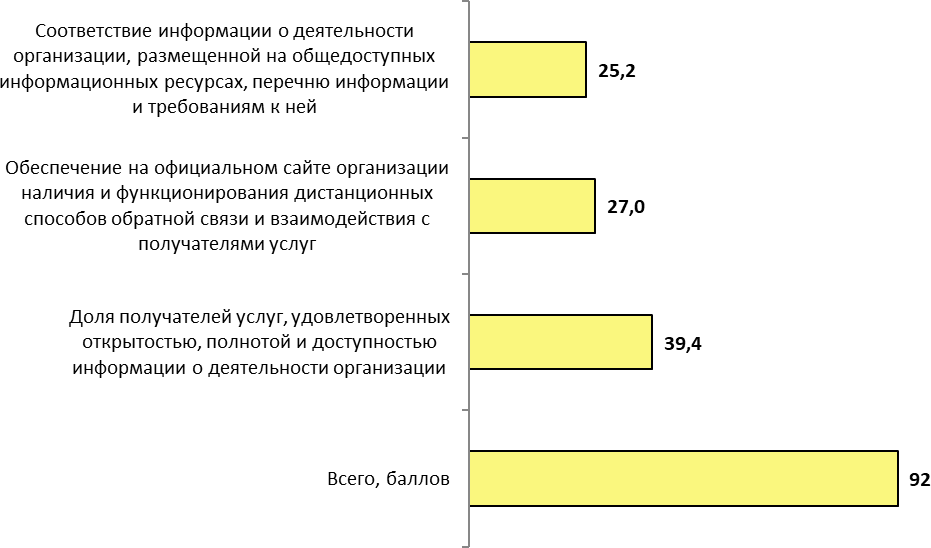 Соответствие информации о деятельности
организации, размещенной на общедоступных
информационных ресурсах, перечню информации
и требованиям к ней
25,2
Обеспечение на официальном сайте организации
наличия и функционирования дистанционных
способов обратной связи и взаимодействия с
получателями услуг
27,0
Доля получателей услуг, удовлетворенных
открытостью, полнотой и доступностью
информации о деятельности организации
39,4
Всего, баллов
92